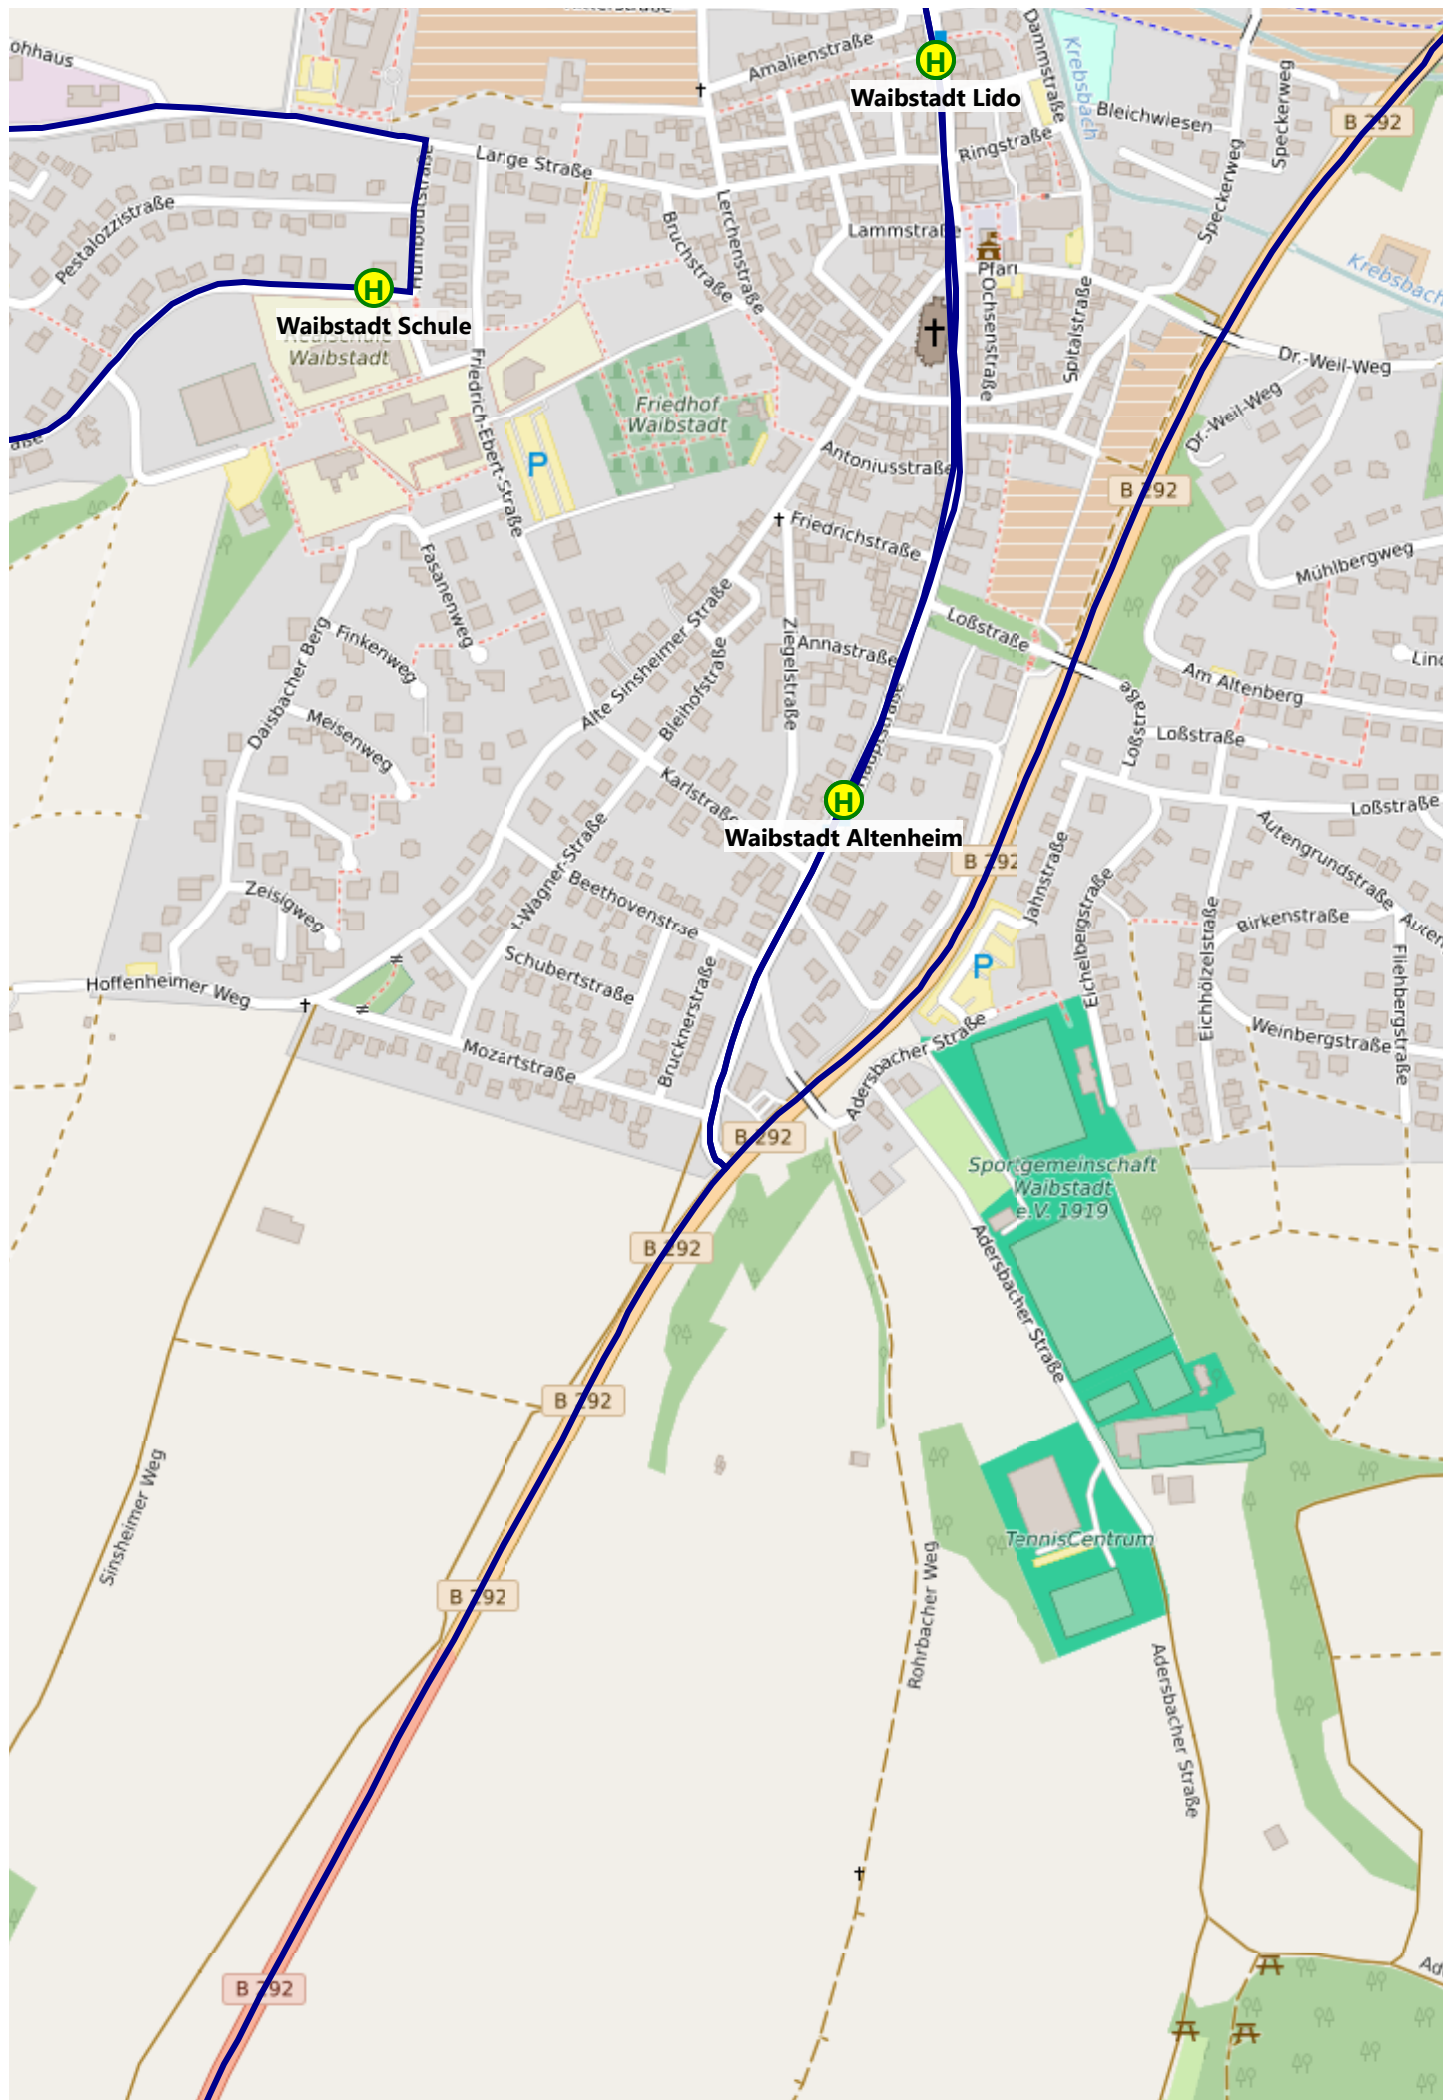 Amalienstraße
Dammstraße
Krebsbach
Waibstadt Lido
Bleichwiesen
Speckerweg
B 292
Ringstraße
Speckerweg
Lange Straße
Pestalozzistraße
Lerchenstraße
Bruchstraße
Lammstraße
Krebsbach
Ochsenstraße
Spitalstraße
Waibstadt Schule
Waibstadt
Dr.-Weil-Weg
Dr.-Weil-Weg
Friedhof
Waibstadt
Friedrich-Ebert-Straße
P
Antoniusstraße
B 292
Friedrichstraße
Fasanenweg
Mühlbergweg
Alte Sinsheimer Straße
Finkenweg
Daisbacher Berg
Bleihofstraße
Ziegelstraße
Annastraße
Loßstraße
Am Altenberg
Meisenweg
Hauptstraße
Loßstraße
Loßstraße
Karlstraße
Waibstadt Altenheim
Loßstraße
B 292
Jahnstraße
Autengrundstraße
Zeisigweg
Beethovenstraße
Eichelbergstraße
Birkenstraße
Schubertstraße
Brucknerstraße
P
Eichhölzelstraße
Fliehbergstraße
Hoffenheimer Weg
Adersbacher Straße
Weinbergstraße
Mozartstraße
B 292
Sportgemeinschaft
Waibstadt
e.V. 1919
B 292
Adersbacher Straße
B 292
Sinsheimer Weg
TennisCentrum
B 292
Rohrbacher Weg
Adersbacher Straße
B 292